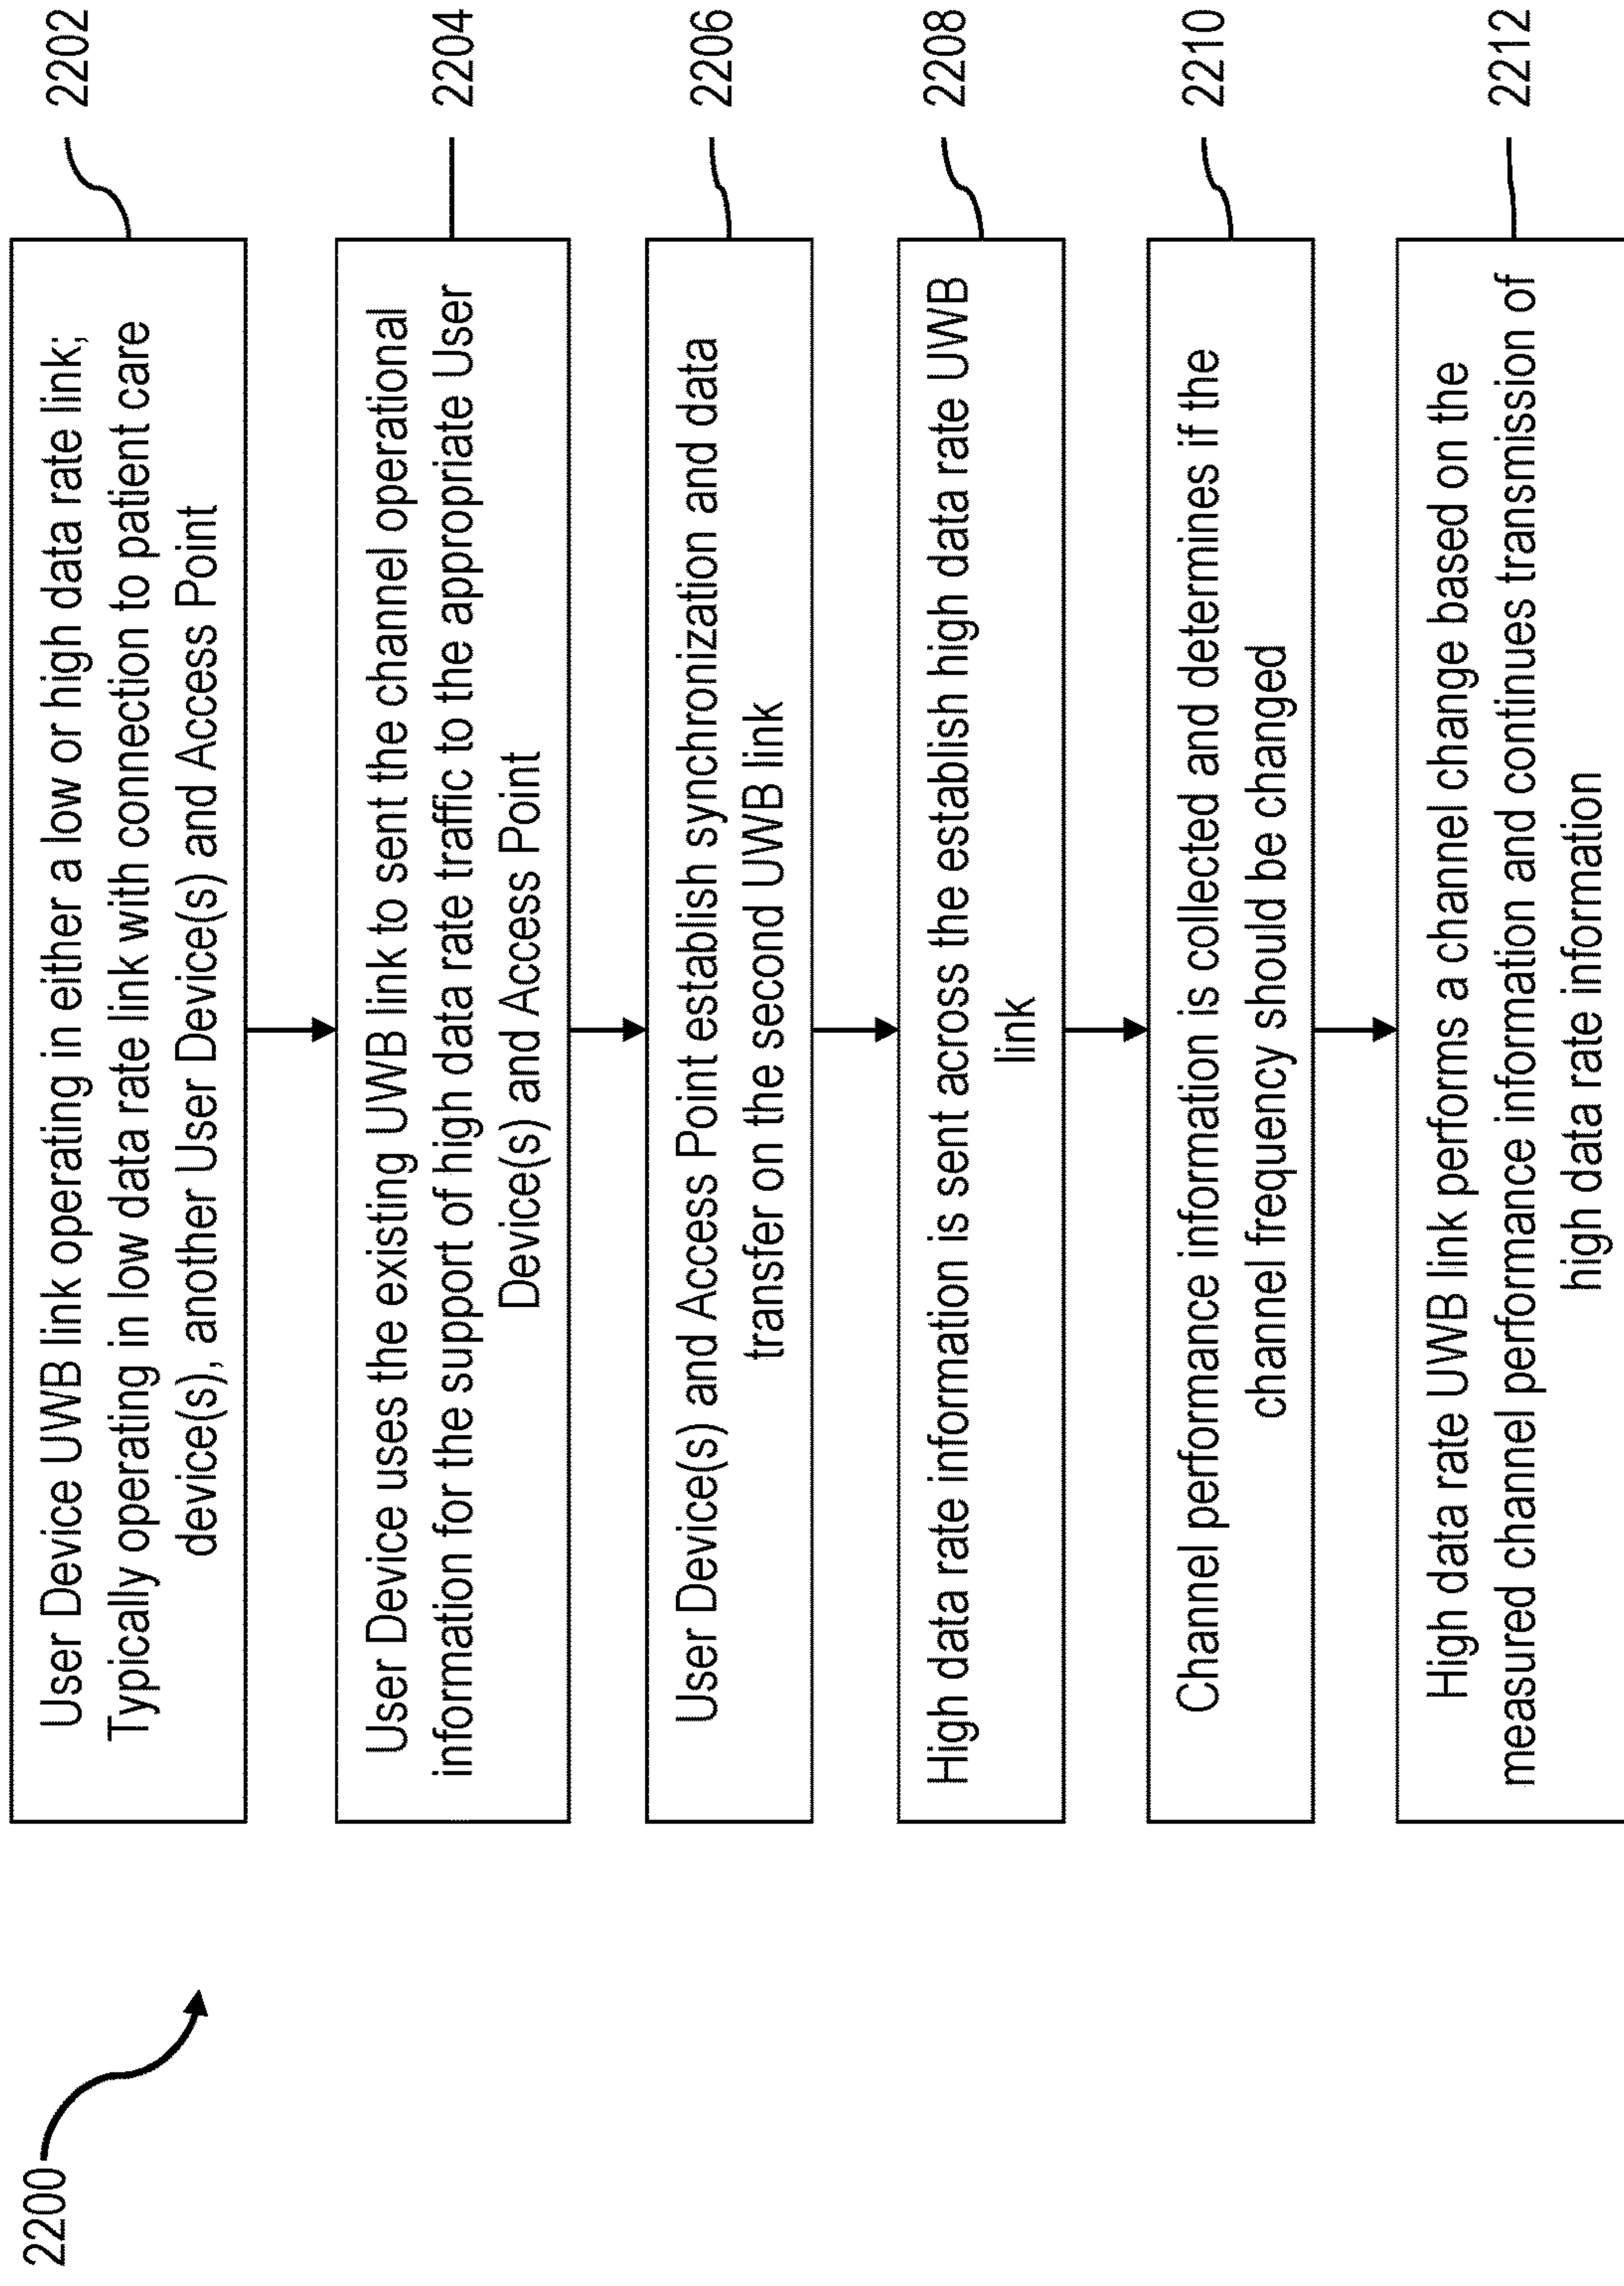 2200
User Device UWB link operating in either a low or high data rate link;
Typically operating in low data rate link with connection to patient care
device(s), another User Device(s) and Access Point
2202
User Device uses the existing UWB link to sent the channel operational
information for the support of high data rate traffic to the appropriate User
Device(s) and Access Point
2204
User Device(s) and Access Point establish synchronization and data
transfer on the second UWB link
2206
High data rate information is sent across the establish high data rate UWB
link
2208
Channel performance information is collected and determines if the
channel frequency should be changed
2210
High data rate UWB link performs a channel change based on the
measured channel performance information and continues transmission of
high data rate information
2212